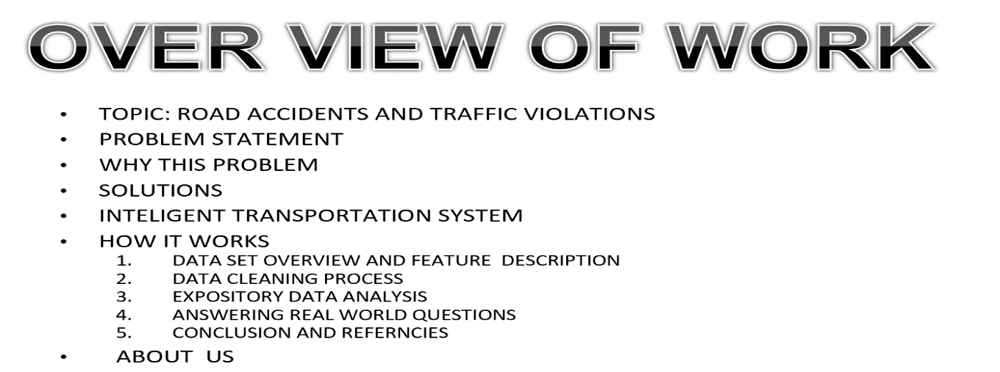 OVER VIEW OF WORK
• TOPIC: ROAD ACCIDENTS AND TRAFFIC VIOLATIONS
• PROBLEM STATEMENT
• WHY THIS PROBLEM
• SOLUTIONS
• INTELIGENT TRANSPORTATION SYSTEM
• HOW IT WORKS
1. DATA SET OVERVIEW AND FEATURE DESCRIPTION
2. DATA CLEANING PROCESS
3. EXPOSITORY DATA ANALYSIS
4. ANSWERING REAL WORLD QUESTIONS
5. CONCLUSION AND REFERNCIES
• ABOUT US